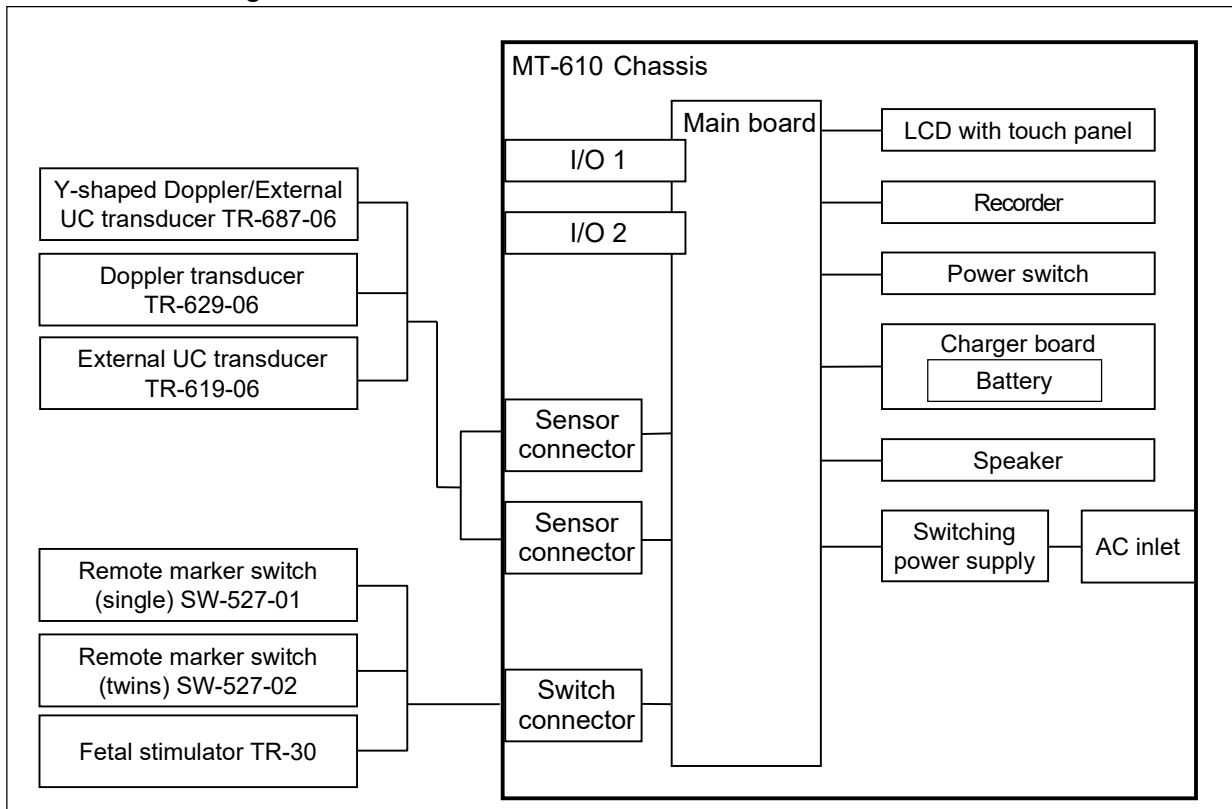 MT-610 Chassis
Main board
I/O 1
I/O 2
Y-shaped Doppler/External
UC transducer TR-687-06
Doppler transducer
TR-629-06
External UC transducer
TR-619-06
Sensor
connector
Sensor
connector
Remote marker switch
(single) SW-527-01
Remote marker switch
(twins) SW-527-02
Fetal stimulator TR-30
Switch
connector
LCD with touch panel
Recorder
Power switch
Charger board
Battery
Speaker
Switching
power supply
AC inlet